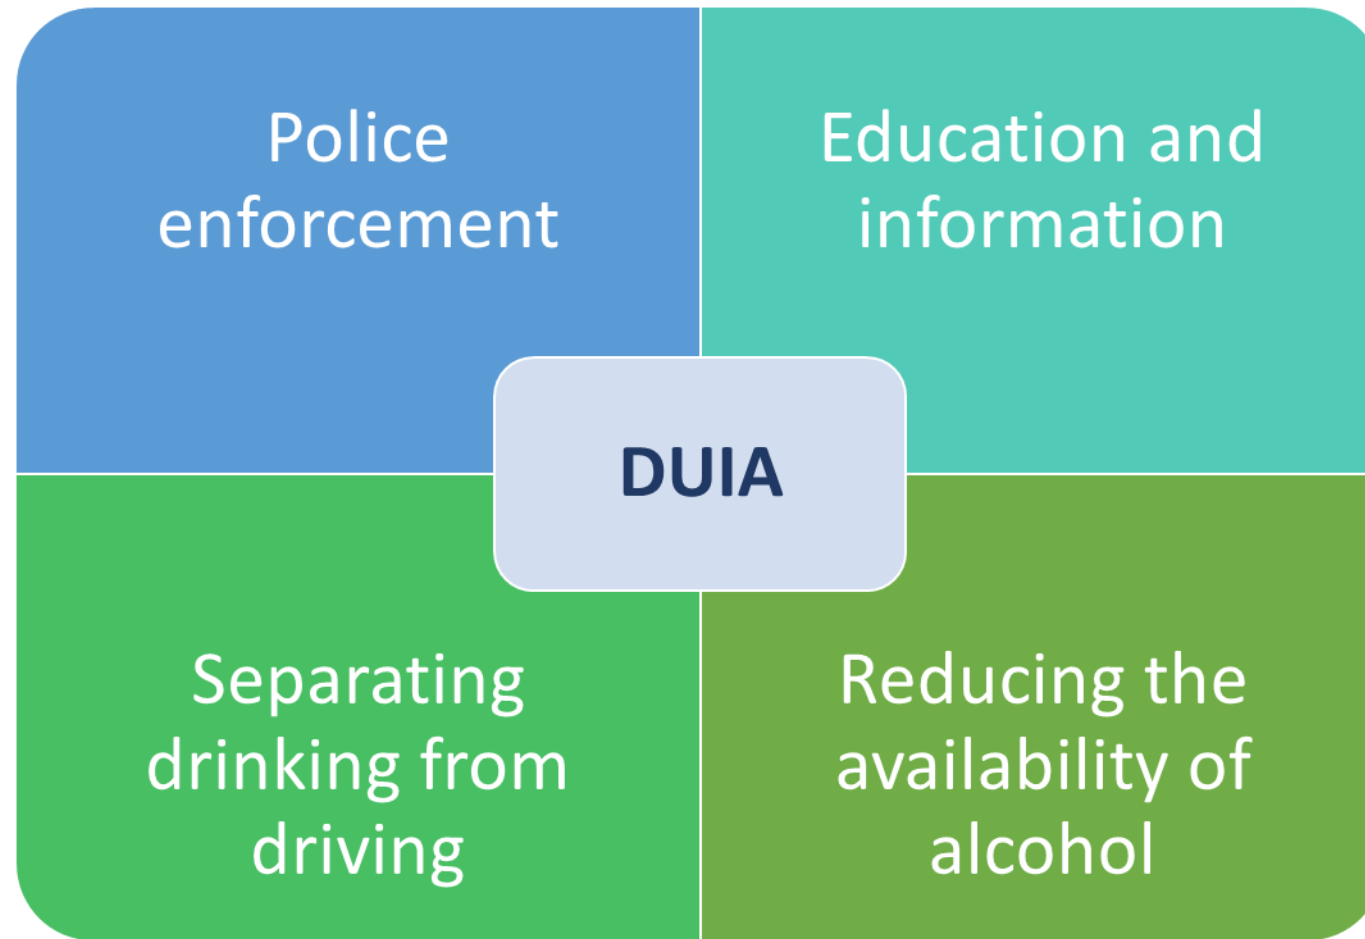 Police
enforcement
Education and
information
DUIA
Separating
drinking from
driving
Reducing the
availability of
alcohol